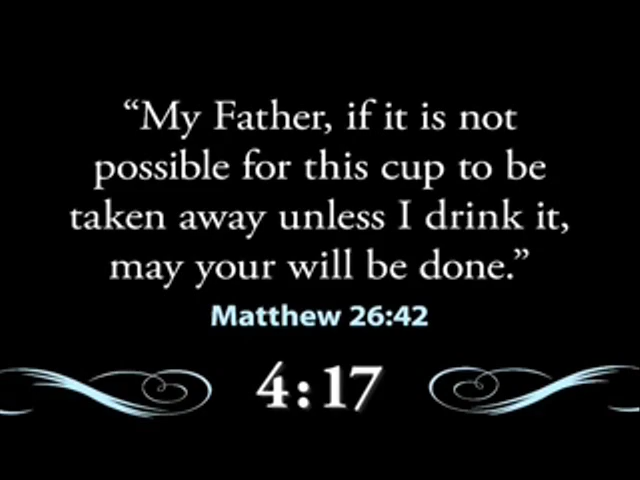 “My Father, if it is not
possible for this cup to be
taken away unless I drink it,
may your will be done.”
Matthew 26:42
4:17